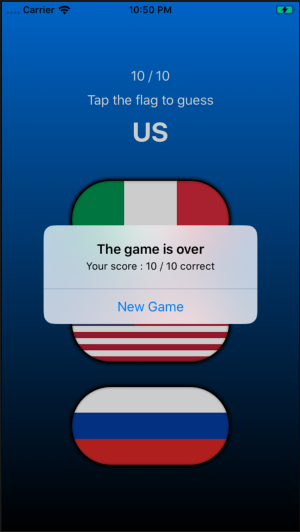 Carrier 10:50 PM
10 / 10
Tap the flag to guess
US
The game is over
Your score : 10 / 10 correct
New Game